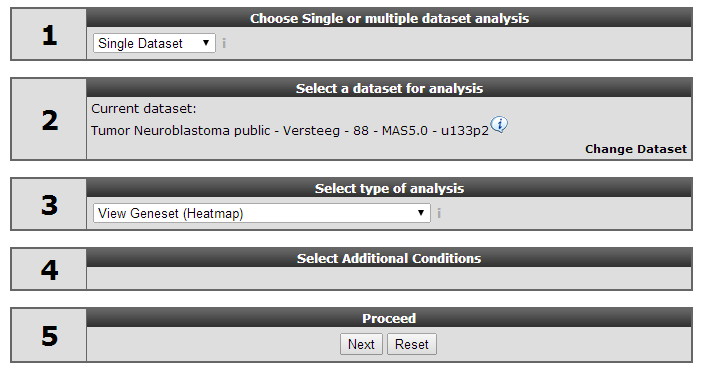 1
Choose Single or multiple dataset analysis
Single Dataset
2
Select a dataset for analysis
Current dataset:
Tumor Neuroblastoma public - Versteeg - 88 - MAS5.0 - u133p2
Change Dataset
3
Select type of analysis
View Geneset (Heatmap)
4
Select Additional Conditions
5
Proceed
Next Reset